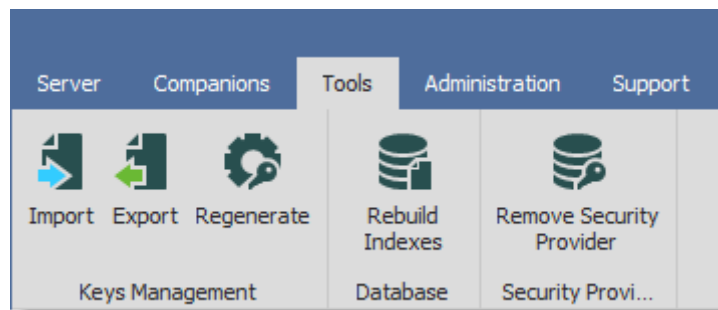 Server Companions Tools Administration Support
Import Export Regenerate Rebuild Indexes Remove Security Provider
Keys Management Database Security Provi...